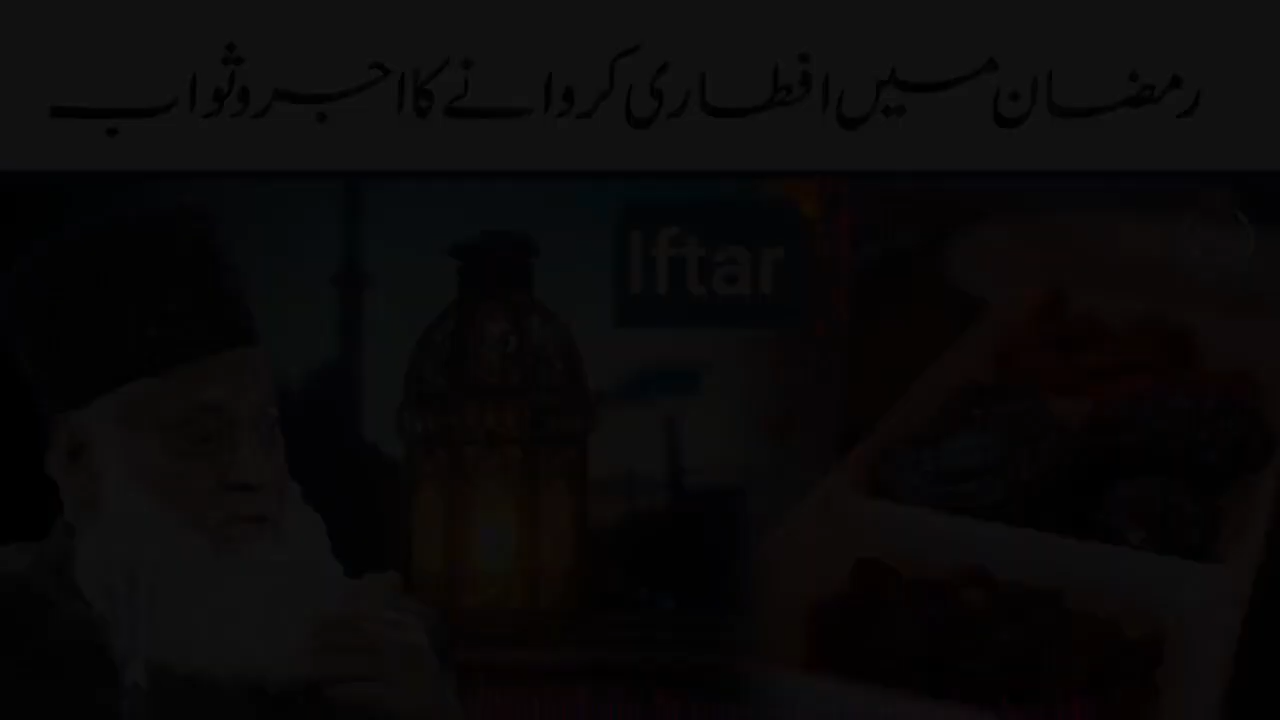 رمضان میں افطاری کروانے کا اجر و ثواب
Iftar